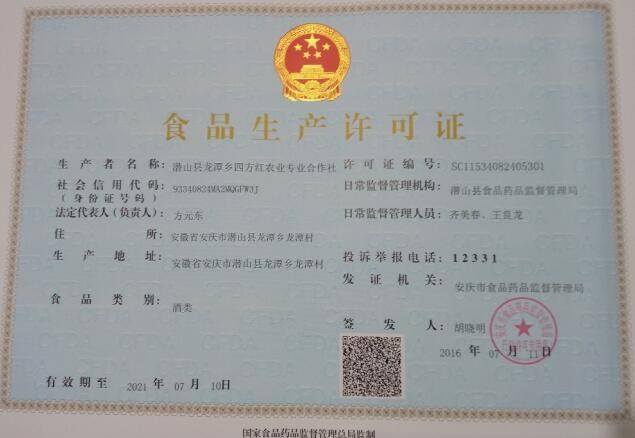 食品生产许可证
生产者名称: 潜山县龙潭乡四方红农业专业合作社
社会信用代码: 93340824MA2MQGFW3J
(身份证号码)
法定代表人(负责人): 方元东
住所: 安徽省安庆市潜山县龙潭乡龙潭村
生产地址: 安徽省安庆市潜山县龙潭乡龙潭村
食品类别: 酒类
许可证编号: SC11534082405301
日常监督管理机构: 潜山县食品药品监督管理局
日常监督管理人员: 齐美春、王良龙
投诉举报电话: 12331
发证机关: 安庆市食品药品监督管理局
签发人: 胡晓明
2016 年 07 月 11日
有效期至 2021 年 07 月 10日
国家食品药品监督管理总局监制